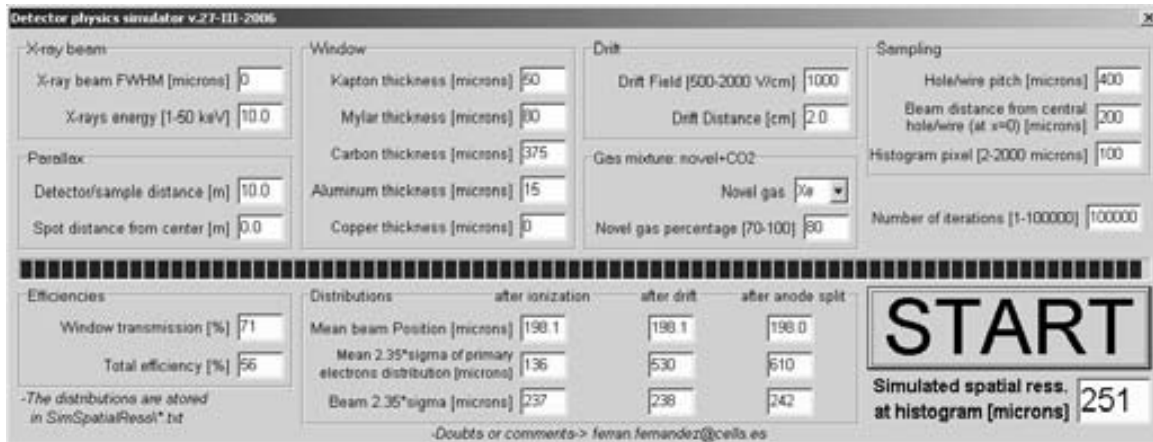 Detector physics simulator v.27-III-2006
X-ray beam
X-ray beam FWHM [microns] 0
X-rays energy [1-50 keV] 10.0
Parallax
Detector/sample distance [m] 10.0
Spot distance from center [m] 0.0
Window
Kapton thickness [microns] 50
Mylar thickness [microns] 80
Carbon thickness [microns] 375
Aluminum thickness [microns] 15
Copper thickness [microns] 0
Drift
Drift Field [500-2000 V/cm] 1000
Drift Distance [cm] 2.0
Gas mixture: novel+CO2
Novel gas Xe
Novel gas percentage [70-100] 80
Sampling
Hole/wire pitch [microns] 400
Beam distance from central
hole/wire (at x=0) [microns] 200
Histogram pixel [2-2000 microns] 100
Number of iterations [1-100000] 100000
Efficiencies
Window transmission [%] 71
Total efficiency [%] 56
-The distributions are stored
in SimSpatialReso\*.txt
Distributions after ionization after drift after anode split
Mean beam Position [microns] 198.1 198.1 198.0
Mean 2.35*sigma of primary
electrons distribution [microns] 136 530 610
Beam 2.35*sigma [microns] 237 238 242
-Doubts or comments-> ferran.fernandez@cells.es
START
Simulated spatial ress.
at histogram [microns] 251